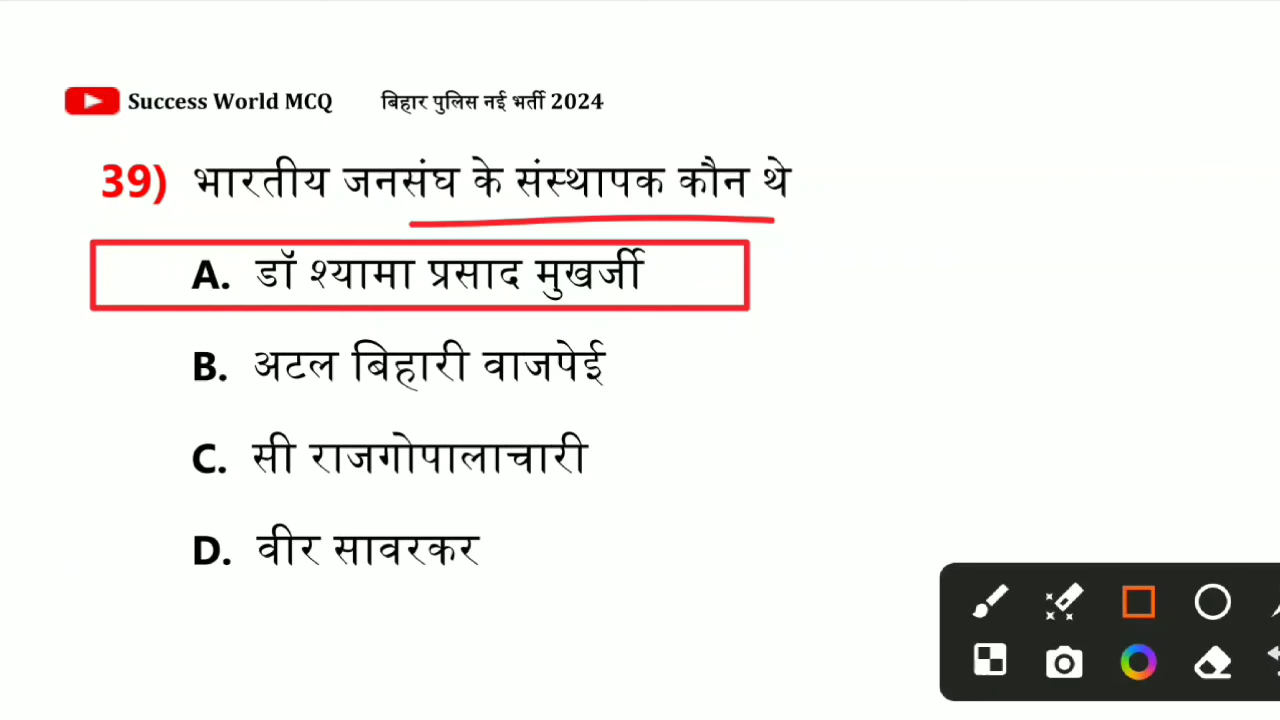 Success World MCQ बिहार पुलिस नई भर्ती 2024
39) भारतीय जनसंघ के संस्थापक कौन थे
A. डॉ श्यामा प्रसाद मुखर्जी
B. अटल बिहारी वाजपेई
C. सी राजगोपालाचारी
D. वीर सावरकर